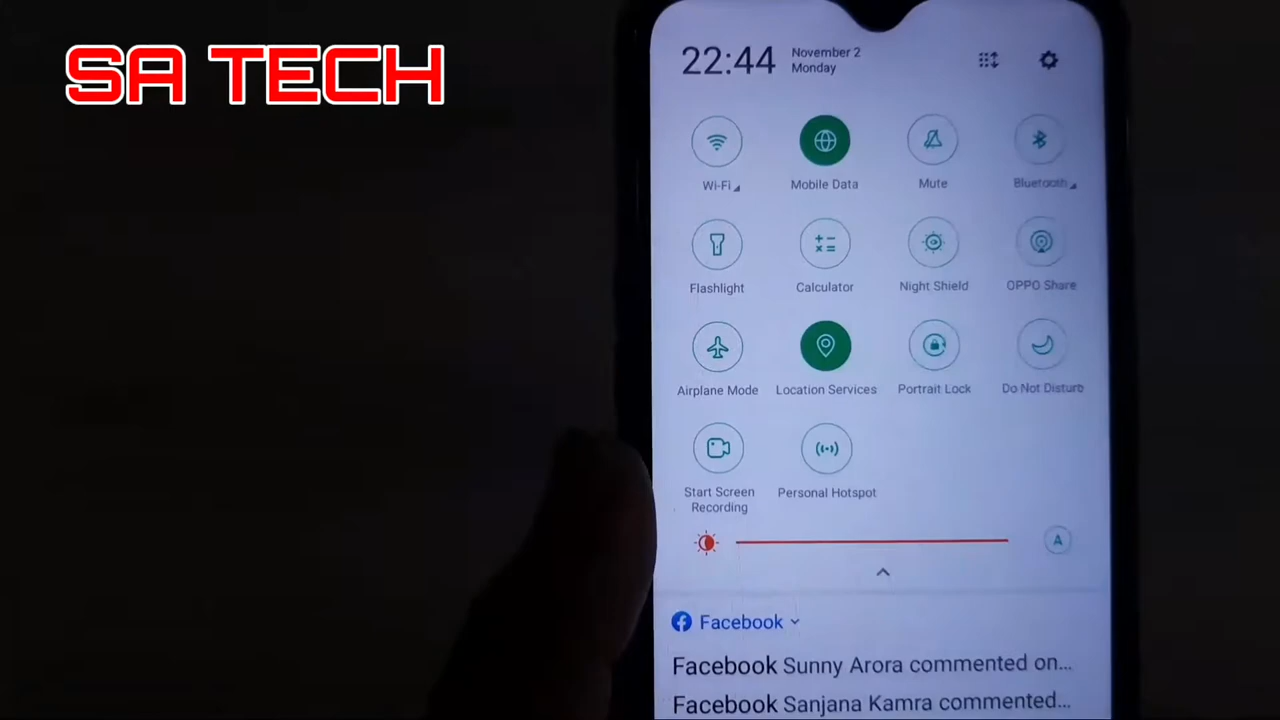 SA TECH
22:44
November 2
Monday
Wi-Fi
Mobile Data
Mute
Bluetooth
Flashlight
Calculator
Night Shield
OPPO Share
Airplane Mode
Location Services
Portrait Lock
Do Not Disturb
Start Screen
Recording
Personal Hotspot
A
Facebook
Facebook Sunny Arora commented on...
Facebook Sanjana Kamra commented...